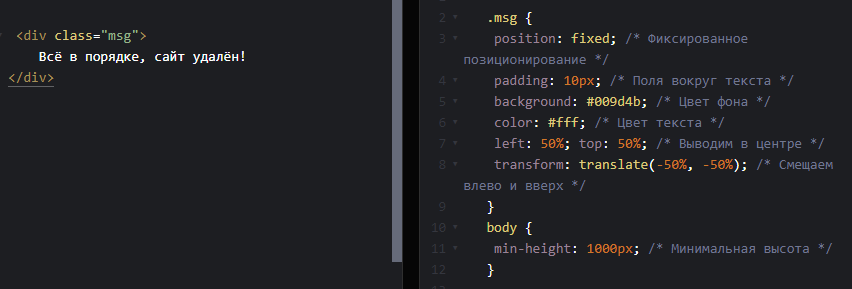 <div class="msg">
Всё в порядке, сайт удалён!
</div>
2 .msg {
3 position: fixed; /* Фиксированное
позиционирование */
4 padding: 10px; /* Поля вокруг текста */
5 background: #009d4b; /* Цвет фона */
6 color: #fff; /* Цвет текста */
7 left: 50%; top: 50%; /* Выводим в центре */
8 transform: translate(-50%, -50%); /* Смещаем
влево и вверх */
9 }
10 body {
11 min-height: 1000px; /* Минимальная высота */
12 }